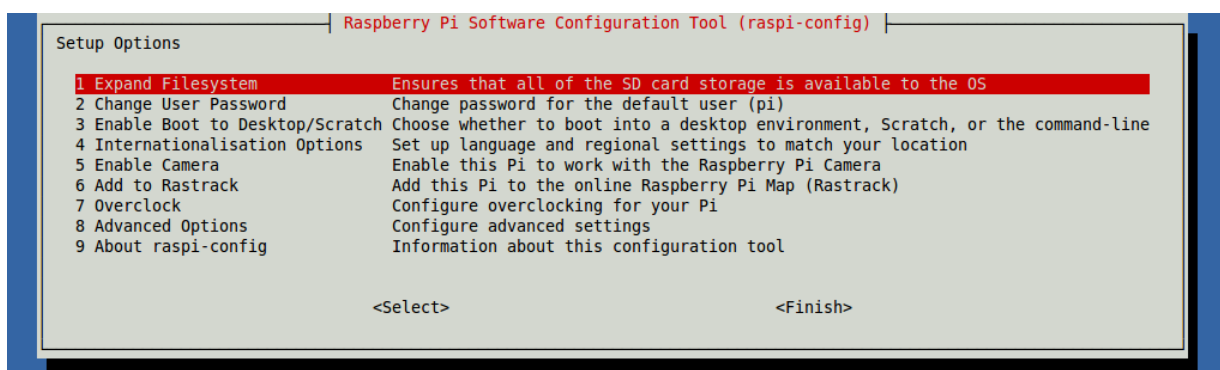 Raspberry Pi Software Configuration Tool (raspi-config)
Setup Options
1 Expand Filesystem Ensures that all of the SD card storage is available to the OS
2 Change User Password Change password for the default user (pi)
3 Enable Boot to Desktop/Scratch Choose whether to boot into a desktop environment, Scratch, or the command-line
4 Internationalisation Options Set up language and regional settings to match your location
5 Enable Camera Enable this Pi to work with the Raspberry Pi Camera
6 Add to Rastrack Add this Pi to the online Raspberry Pi Map (Rastrack)
7 Overclock Configure overclocking for your Pi
8 Advanced Options Configure advanced settings
9 About raspi-config Information about this configuration tool
<Select> <Finish>